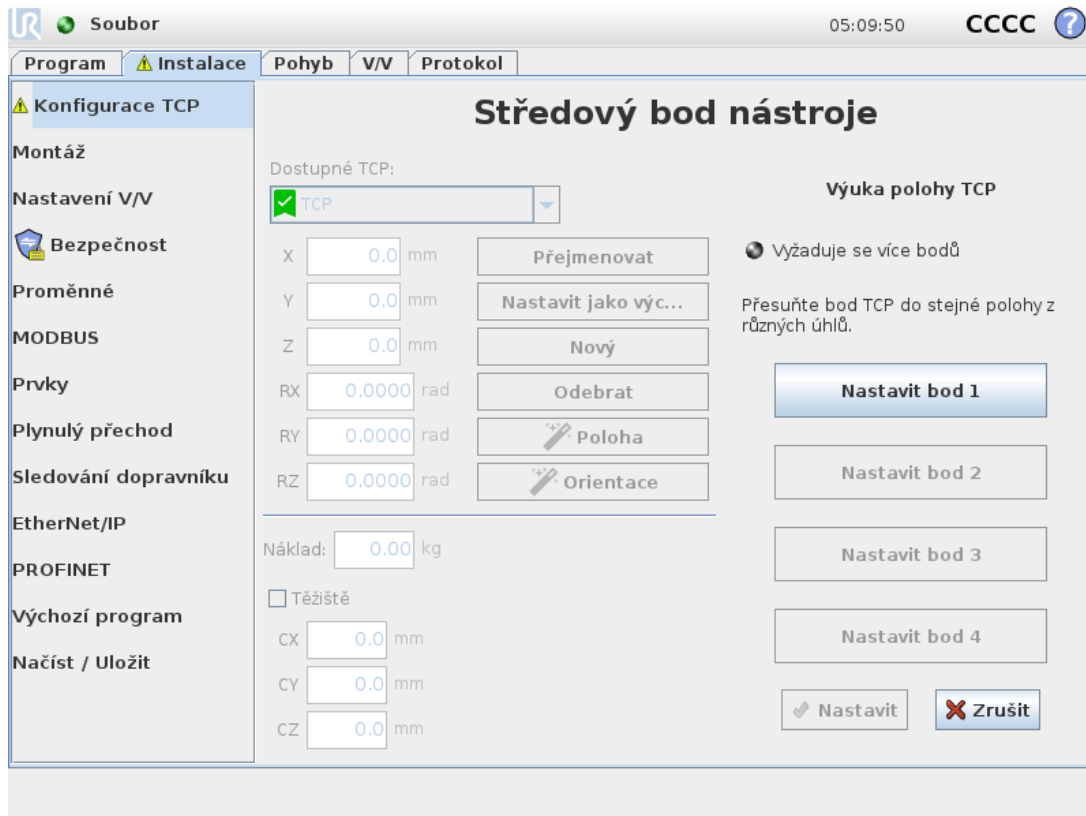 UR Soubor 05:09:50 CCCC ?
Program Instalace Pohyb V/V Protokol
Konfigurace TCP
Montáž
Nastavení V/V
Bezpečnost
Proměnné
MODBUS
Prvky
Plynulý přechod
Sledování dopravníku
EtherNet/IP
PROFINET
Výchozí program
Načíst / Uložit
Středový bod nástroje
Dostupné TCP:
TCP
X 0.0 mm Přejmenovat
Y 0.0 mm Nastavit jako výc...
Z 0.0 mm Nový
RX 0.0000 rad Odebrat
RY 0.0000 rad Poloha
RZ 0.0000 rad Orientace
Náklad: 0.00 kg
Těžiště
CX 0.0 mm
CY 0.0 mm
CZ 0.0 mm
Výuka polohy TCP
Vyžaduje se více bodů
Přesuňte bod TCP do stejné polohy z
různých úhlů.
Nastavit bod 1
Nastavit bod 2
Nastavit bod 3
Nastavit bod 4
Nastavit Zrušit